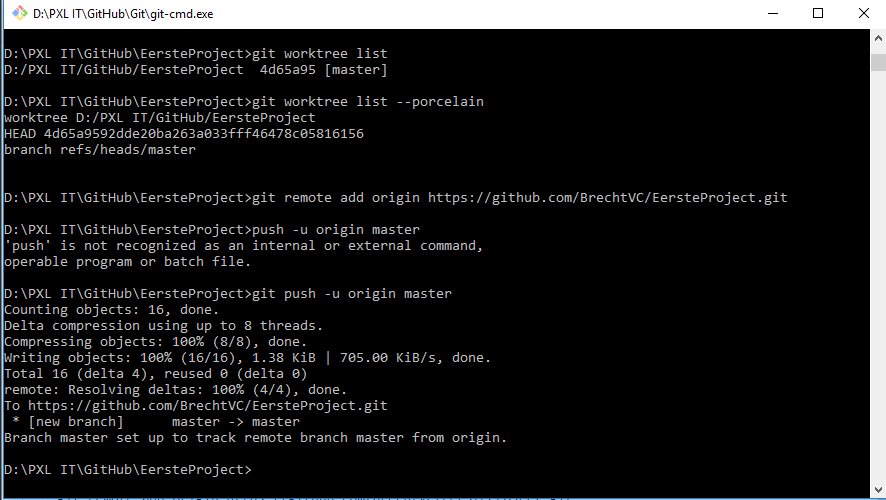 D:\PXL IT\GitHub\Git\git-cmd.exe
D:\PXL IT\GitHub\EersteProject>git worktree list
D:/PXL IT/GitHub/EersteProject  4d65a95 [master]
D:\PXL IT\GitHub\EersteProject>git worktree list --porcelain
worktree D:/PXL IT/GitHub/EersteProject
HEAD 4d65a9592dde20ba263a033fff46478c05816156
branch refs/heads/master
D:\PXL IT\GitHub\EersteProject>git remote add origin https://github.com/BrechtVC/EersteProject.git
D:\PXL IT\GitHub\EersteProject>push -u origin master
'push' is not recognized as an internal or external command,
operable program or batch file.
D:\PXL IT\GitHub\EersteProject>git push -u origin master
Counting objects: 16, done.
Delta compression using up to 8 threads.
Compressing objects: 100% (8/8), done.
Writing objects: 100% (16/16), 1.38 KiB | 705.00 KiB/s, done.
Total 16 (delta 4), reused 0 (delta 0)
remote: Resolving deltas: 100% (4/4), done.
To https://github.com/BrechtVC/EersteProject.git
 * [new branch]      master -> master
Branch master set up to track remote branch master from origin.
D:\PXL IT\GitHub\EersteProject>